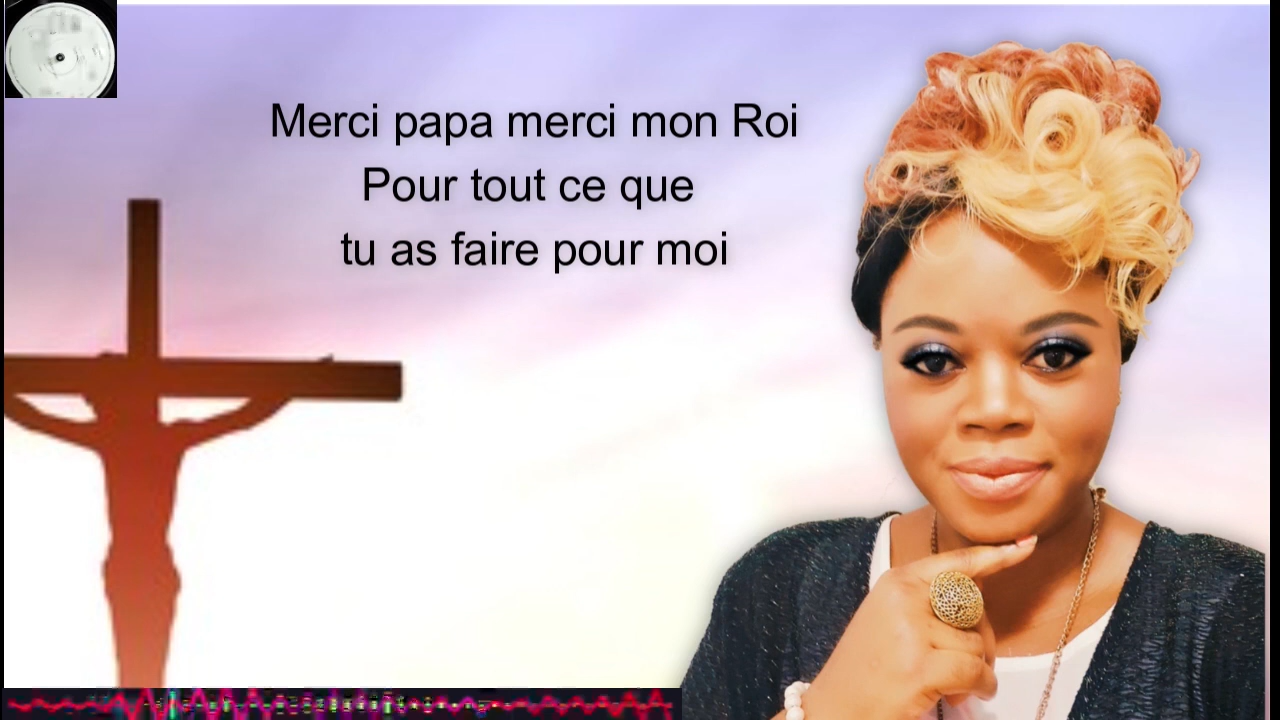 Merci papa merci mon Roi
Pour tout ce que
tu as faire pour moi